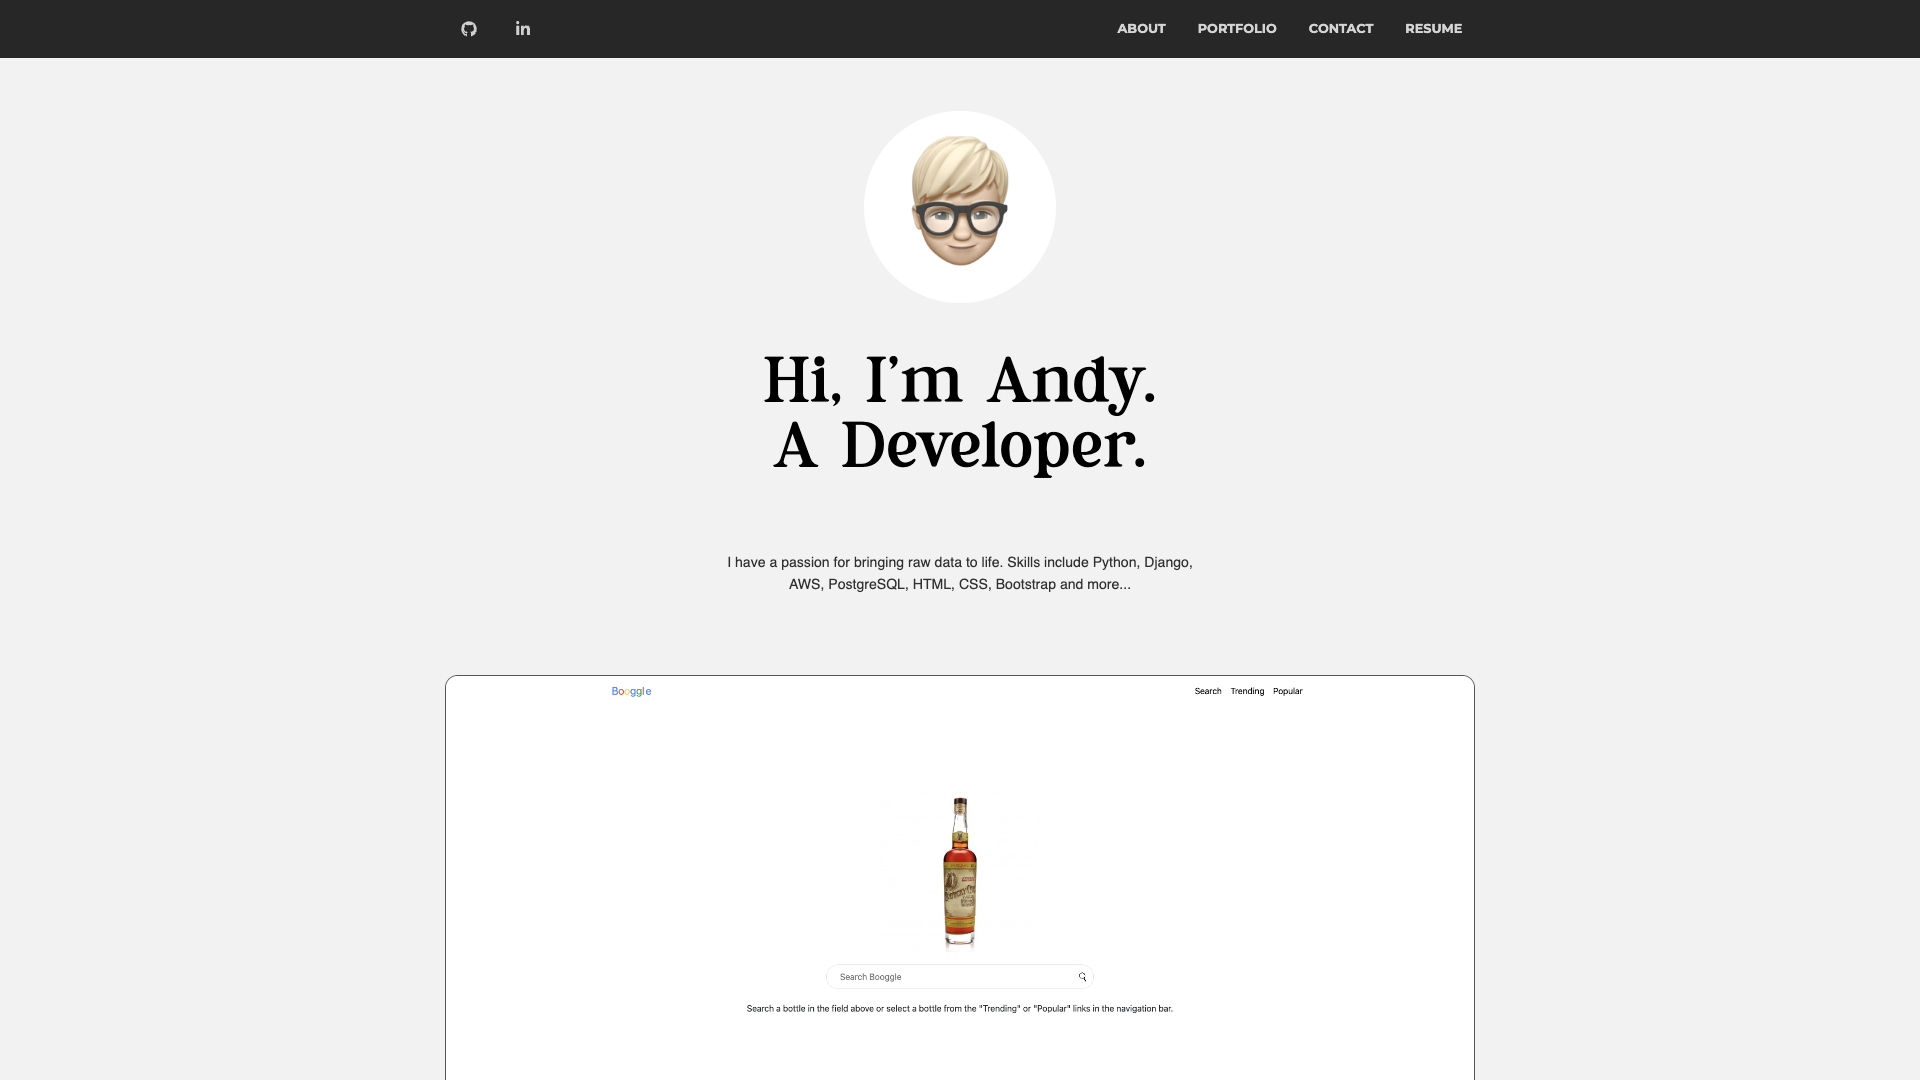 ABOUT PORTFOLIO CONTACT RESUME
Hi, I'm Andy.
A Developer.
I have a passion for bringing raw data to life. Skills include Python, Django,
AWS, PostgreSQL, HTML, CSS, Bootstrap and more...
Booggle Search Trending Popular
Search Booggle
Search a bottle in the field above or select a bottle from the "Trending" or "Popular" links in the navigation bar.